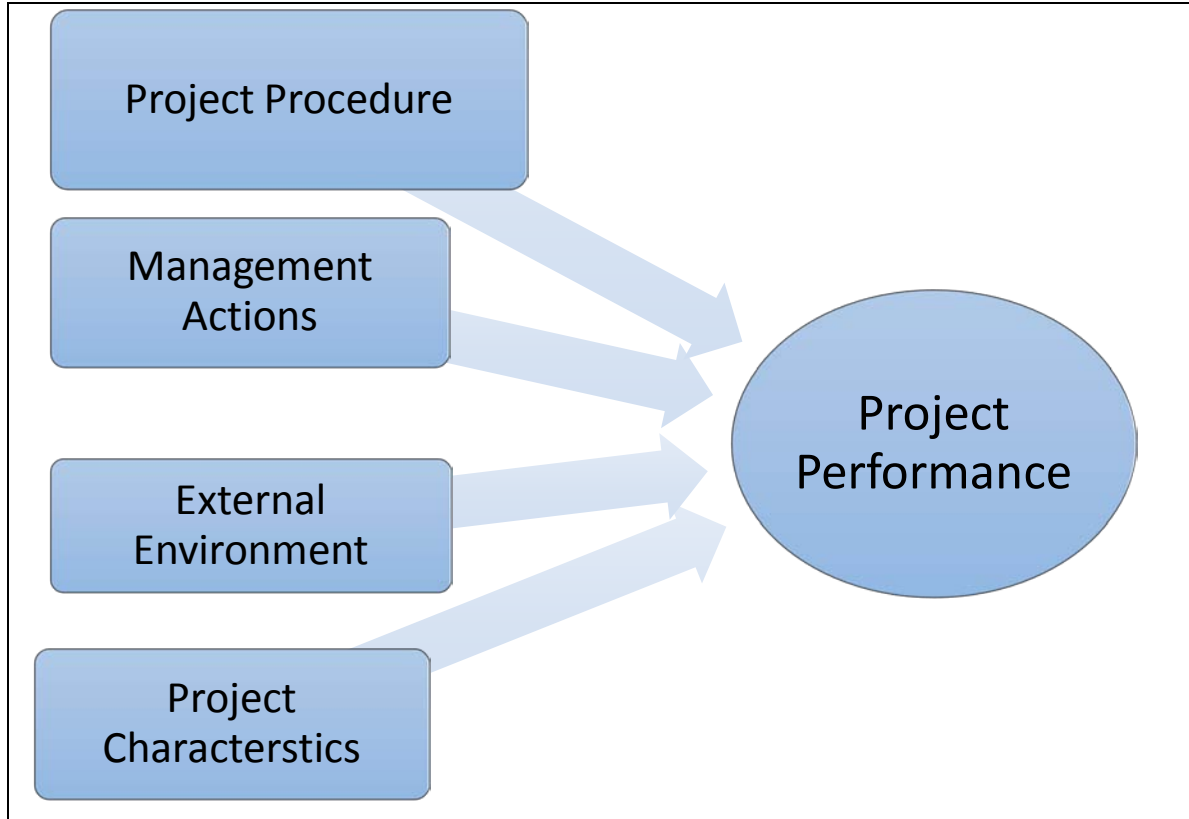 Project Procedure
Management
Actions
External
Environment
Project
Characterstics
Project
Performance